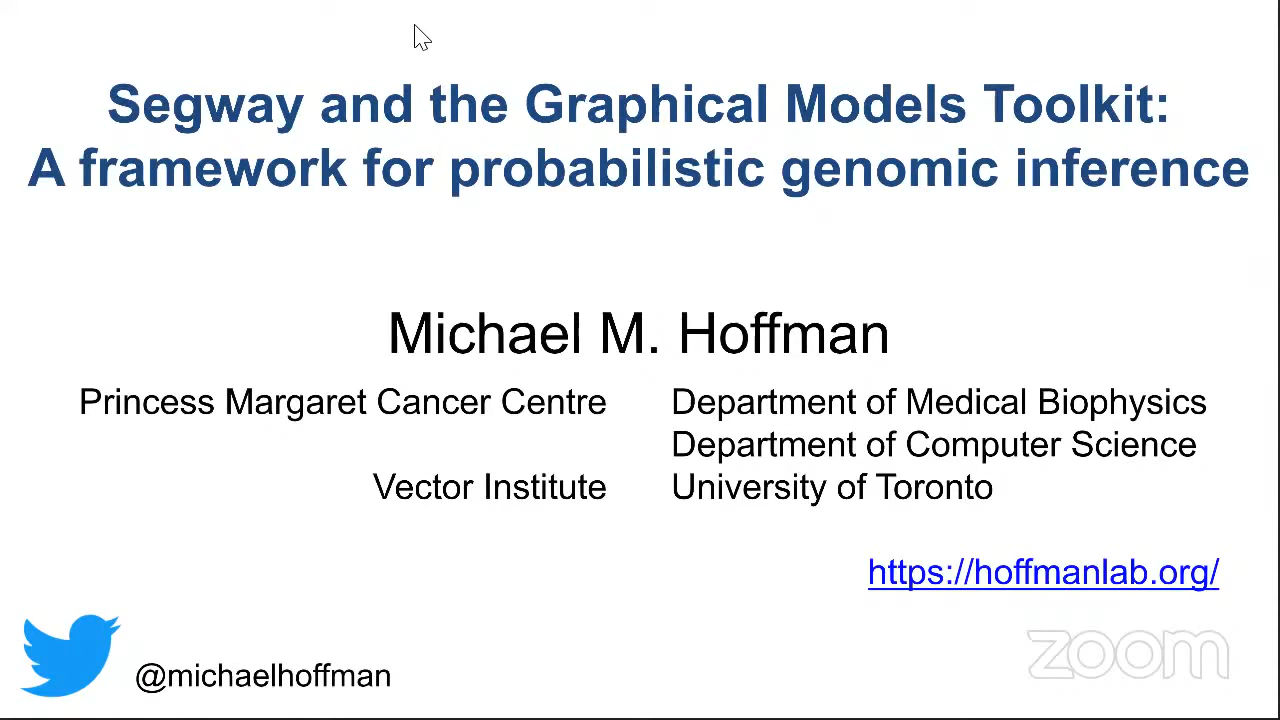 Segway and the Graphical Models Toolkit:
A framework for probabilistic genomic inference
Michael M. Hoffman
Princess Margaret Cancer Centre
Vector Institute
Department of Medical Biophysics
Department of Computer Science
University of Toronto
https://hoffmanlab.org/
@michaelhoffman
zoom